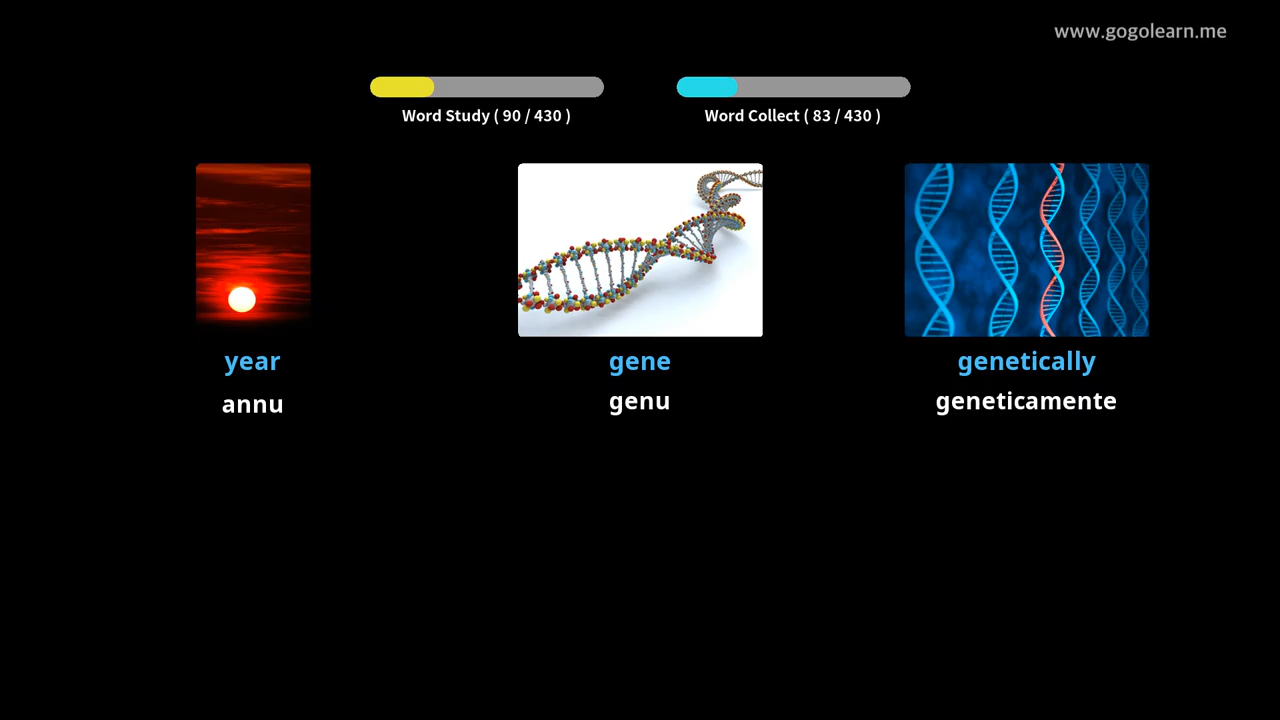 www.gogolearn.me
Word Study ( 90 / 430 )
Word Collect ( 83 / 430 )
year
annu
gene
genu
genetically
geneticamente